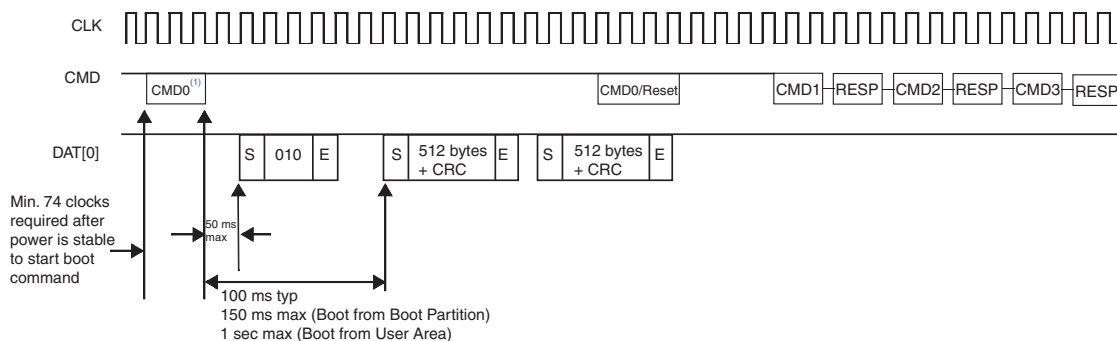 CLK
CMD
CMD0(1)
CMD0/Reset
CMD1
RESP
CMD2
RESP
CMD3
RESP
DAT[0]
S 010 E
S 512 bytes + CRC E
S 512 bytes + CRC E
Min. 74 clocks
required after
power is stable
to start boot
command
50 ms
max
100 ms typ
150 ms max (Boot from Boot Partition)
1 sec max (Boot from User Area)